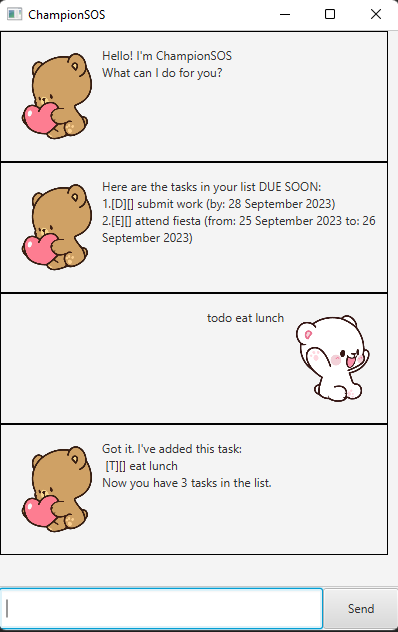 ChampionSOS
Hello! I'm ChampionSOS
What can I do for you?
Here are the tasks in your list DUE SOON:
1.[D][] submit work (by: 28 September 2023)
2.[E][] attend fiesta (from: 25 September 2023 to: 26
September 2023)
todo eat lunch
Got it. I've added this task:
[T][] eat lunch
Now you have 3 tasks in the list.
Send